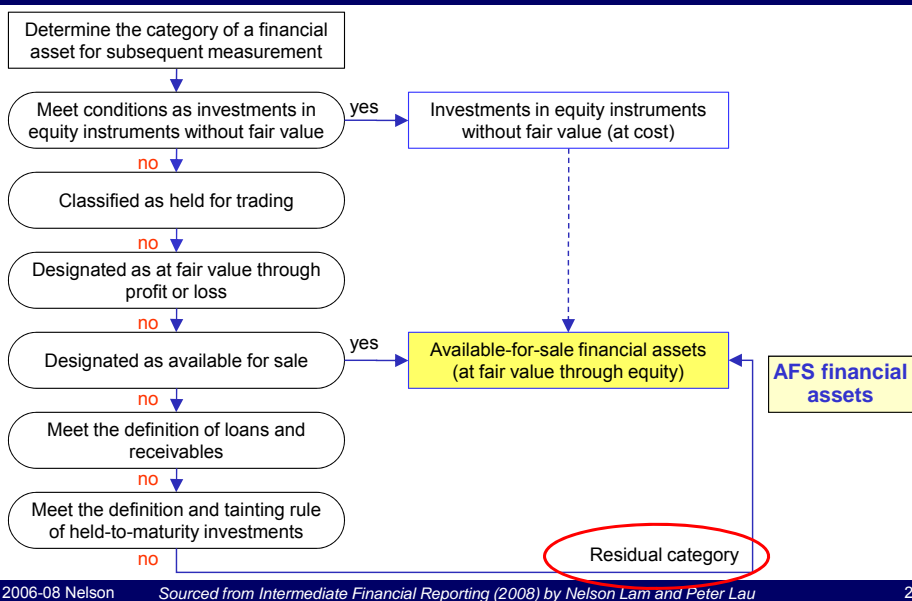 Determine the category of a financial
asset for subsequent measurement
Meet conditions as investments in
equity instruments without fair value
yes
Investments in equity instruments
without fair value (at cost)
no
Classified as held for trading
no
Designated as at fair value through
profit or loss
no
Designated as available for sale
yes
Available-for-sale financial assets
(at fair value through equity)
AFS financial
assets
no
Meet the definition of loans and
receivables
no
Meet the definition and tainting rule
of held-to-maturity investments
no
Residual category
2006-08 Nelson
Sourced from Intermediate Financial Reporting (2008) by Nelson Lam and Peter Lau
2